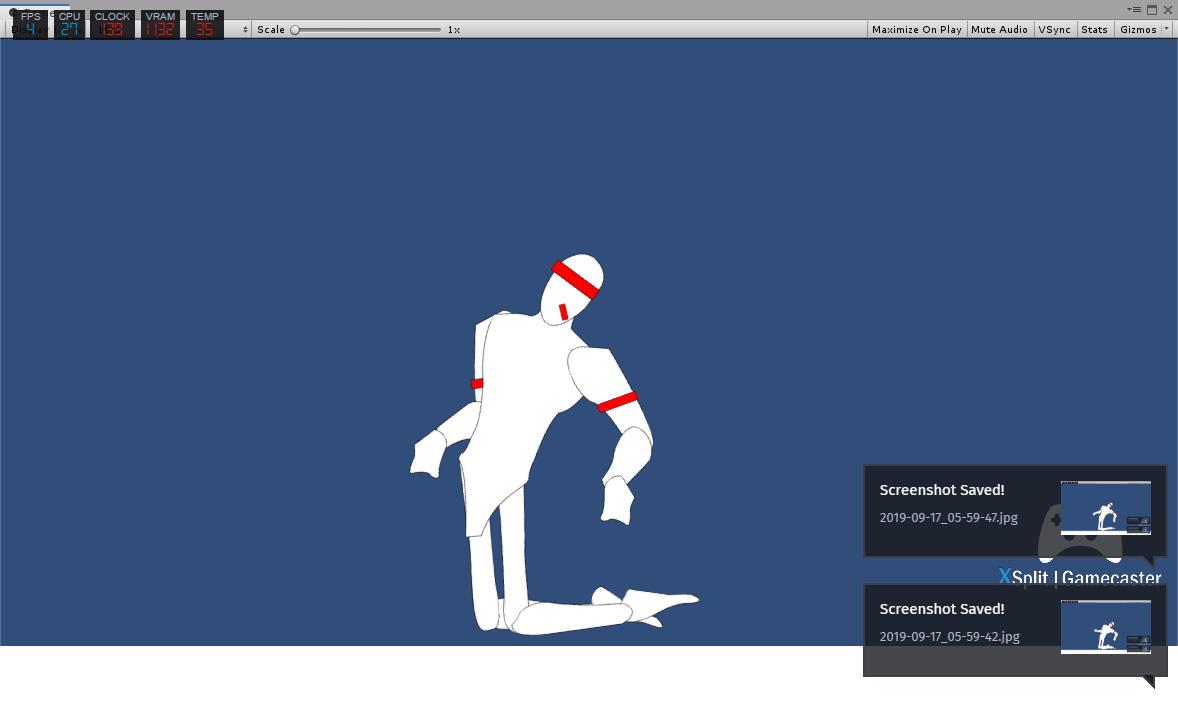 FPS CPU CLOCK VRAM TEMP
4 27 139 1132 35
Scale 1x Maximize On Play Mute Audio VSync Stats Gizmos
Screenshot Saved!
2019-09-17_05-59-47.jpg
XSplit | Gamecaster
Screenshot Saved!
2019-09-17_05-59-42.jpg